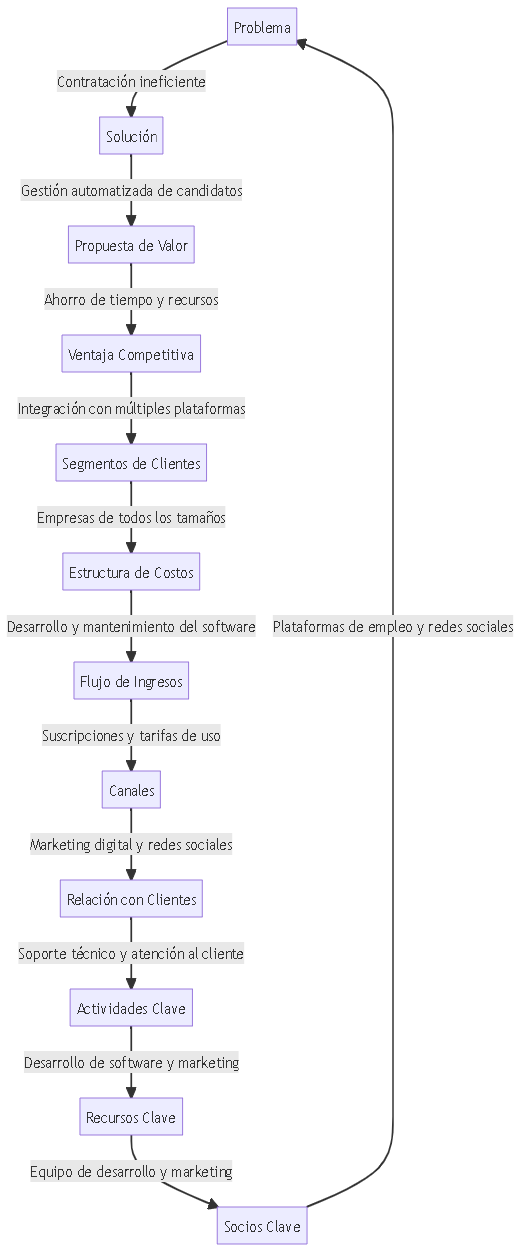 Problema
Contratación ineficiente
Solución
Gestión automatizada de candidatos
Propuesta de Valor
Ahorro de tiempo y recursos
Ventaja Competitiva
Integración con múltiples plataformas
Segmentos de Clientes
Empresas de todos los tamaños
Estructura de Costos
Desarrollo y mantenimiento del software
Plataformas de empleo y redes sociales
Flujo de Ingresos
Suscripciones y tarifas de uso
Canales
Marketing digital y redes sociales
Relación con Clientes
Soporte técnico y atención al cliente
Actividades Clave
Desarrollo de software y marketing
Recursos Clave
Equipo de desarrollo y marketing
Socios Clave